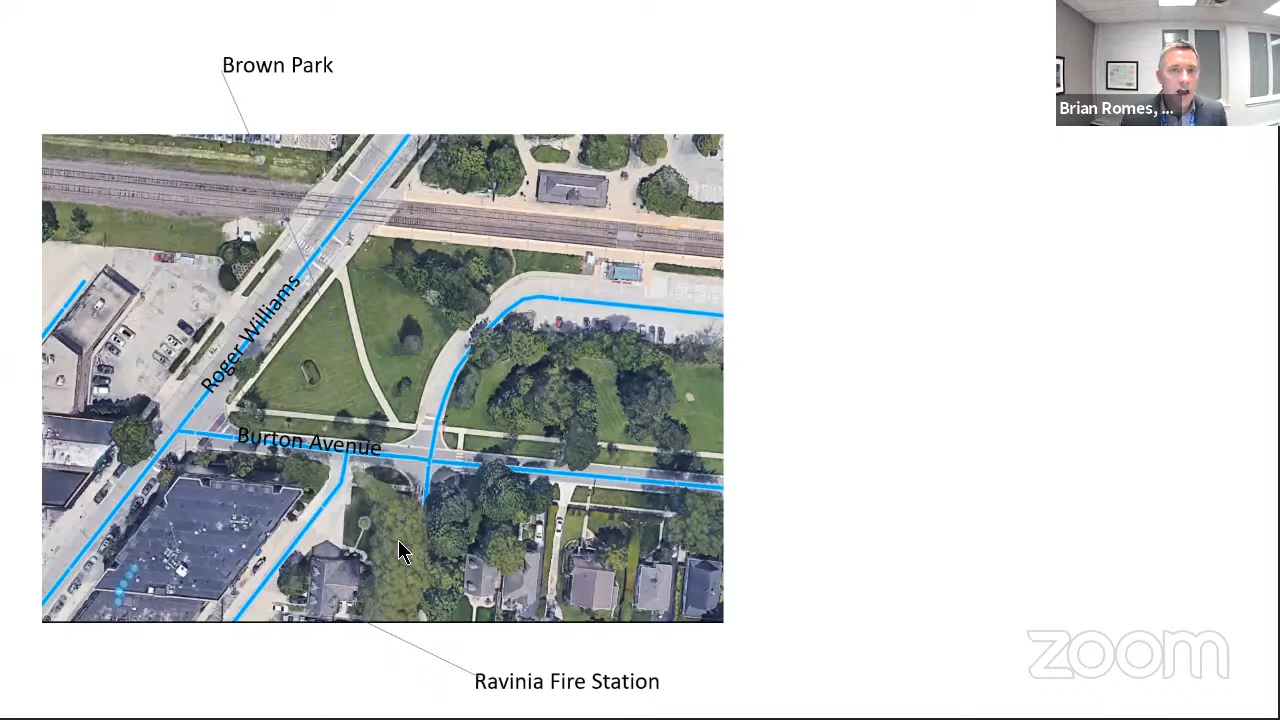 Brown Park
Brian Romes, ...
Roger Williams
Burton Avenue
Ravinia Fire Station
zoom